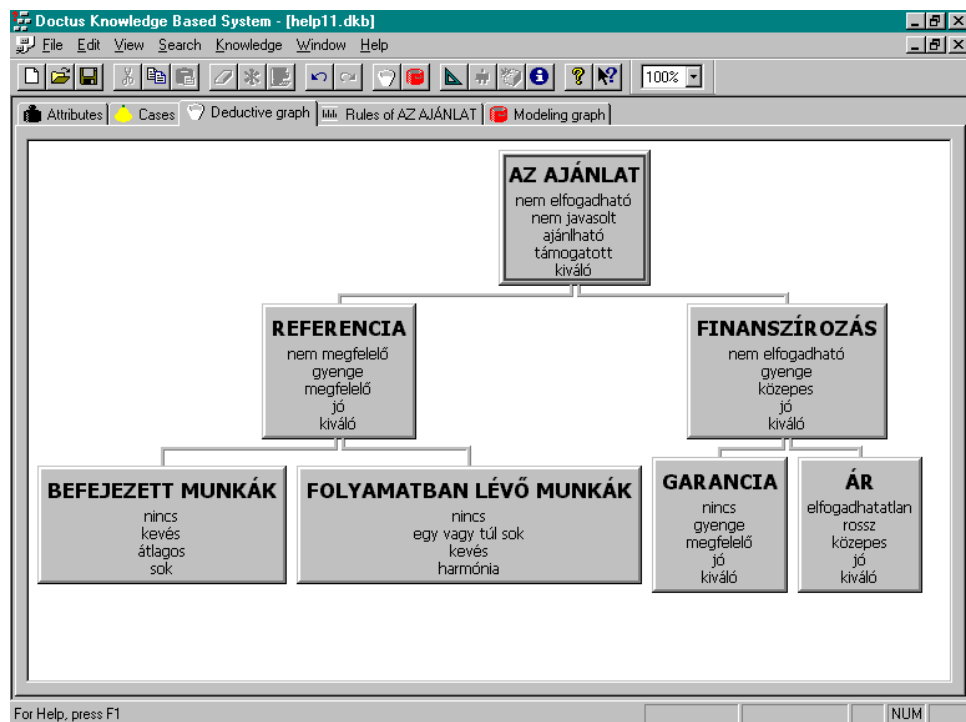 Doctus Knowledge Based System - [help11.dkb]
File Edit View Search Knowledge Window Help
100%
Attributes Cases Deductive graph Rules of AZ AJÁNLAT Modeling graph
AZ AJÁNLAT
nem elfogadható
nem javasolt
ajánlható
támogatott
kiváló
REFERENCIA
nem megfelelő
gyenge
megfelelő
jó
kiváló
FINANSZÍROZÁS
nem elfogadható
gyenge
közepes
jó
kiváló
BEFEJEZETT MUNKÁK
nincs
kevés
átlagos
sok
FOLYAMATBAN LÉVŐ MUNKÁK
nincs
egy vagy túl sok
kevés
harmónia
GARANCIA
nincs
gyenge
megfelelő
jó
kiváló
ÁR
elfogadhatatlan
rossz
közepes
jó
kiváló
For Help, press F1
NUM